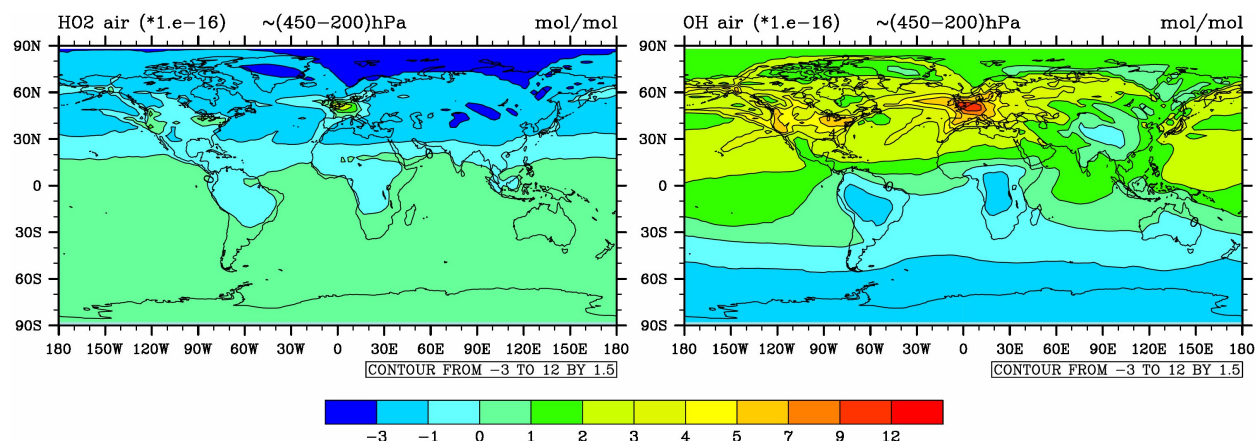 HO2 air (*1.e−16) ~(450−200)hPa mol/mol
90N
60N
30N
0
30S
60S
90S
180 150W 120W 90W 60W 30W 0 30E 60E 90E 120E 150E 180
CONTOUR FROM −3 TO 12 BY 1.5
OH air (*1.e−16) ~(450−200)hPa mol/mol
90N
60N
30N
0
30S
60S
90S
180 150W 120W 90W 60W 30W 0 30E 60E 90E 120E 150E 180
CONTOUR FROM −3 TO 12 BY 1.5
−3 −1 0 1 2 3 4 5 7 9 12